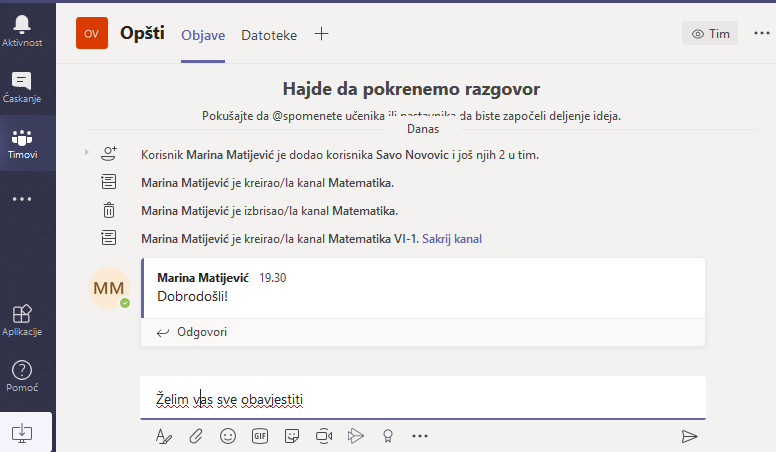 Aktivnost
Ćaskanje
Timovi
Aplikacije
Pomoć
OV Opšti Objave Datoteke Tim
Hajde da pokrenemo razgovor
Pokušajte da @spomenete učenika ili nastavnika da biste započeli deljenje ideja.
Danas
Korisnik Marina Matijević je dodao korisnika Savo Novovic i još njih 2 u tim.
Marina Matijević je kreirao/la kanal Matematika.
Marina Matijević je izbrisao/la kanal Matematika.
Marina Matijević je kreirao/la kanal Matematika VI-1. Sakrij kanal
MM
Marina Matijević 19.30
Dobrodošli!
Odgovori
Želim vas sve obavjestiti
GIF